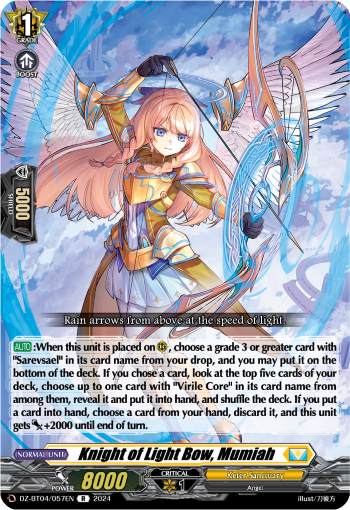 1
GRADE
BOOST
5000
SHIELD
Rain arrows from above at the speed of light.
AUTO :When this unit is placed on , choose a grade 3 or greater card with
"Sarevsael" in its card name from your drop, and you may put it on the
bottom of the deck. If you chose a card, look at the top five cards of your
deck, choose up to one card with "Virile Core" in its card name from
among them, reveal it and put it into hand, and shuffle the deck. If you put
a card into hand, choose a card from your hand, discard it, and this unit
gets +2000 until end of turn.
NORMAL UNIT
Knight of Light Bow, Mumiah
POWER
8000
CRITICAL
1
Keter Sanctuary
Angel
DZ-BT04/057EN R 2024
illust/刀彼方